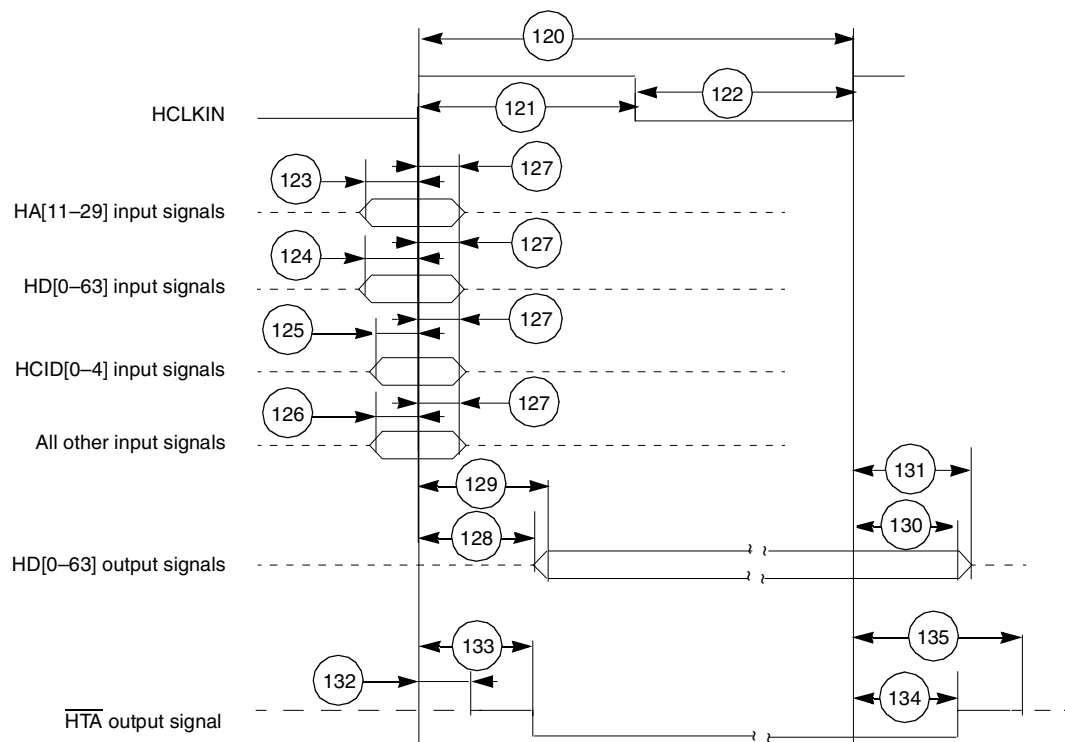 120
121
122
HCLKIN
123
127
HA[11–29] input signals
124
127
HD[0–63] input signals
125
127
HCID[0–4] input signals
126
127
All other input signals
129
131
128
130
HD[0–63] output signals
133
135
132
134
HTA output signal